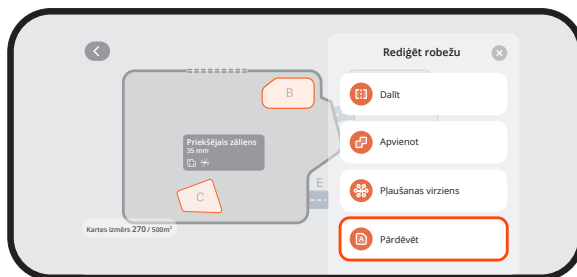 Rediģēt robežu
B
Dalīt
Priekšējais zāliens
35 mm
Apvienot
E
Pļaušanas virziens
C
Kartes izmērs 270 / 500m²
A
Pārdēvēt